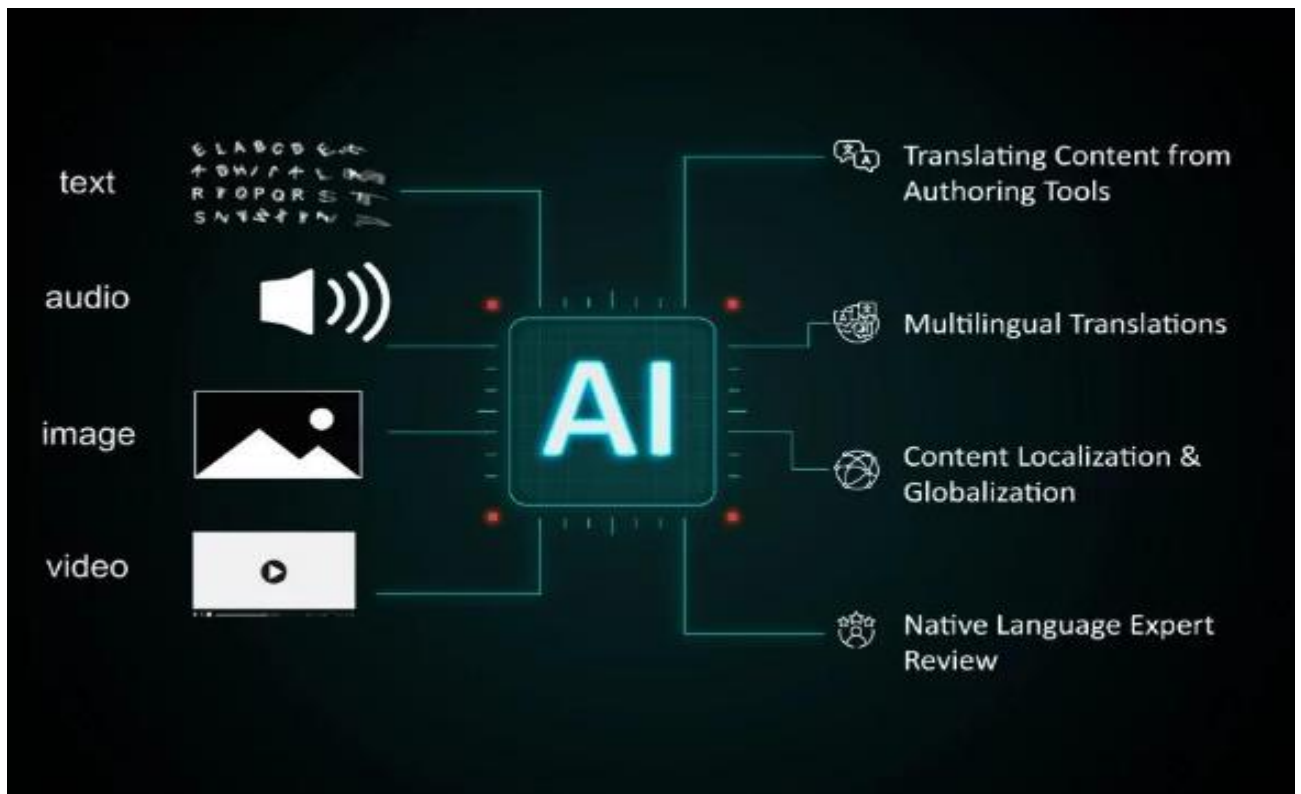 text
E L A B C D E
audio
image
video
AI
Translating Content from
Authoring Tools
Multilingual Translations
Content Localization &
Globalization
Native Language Expert
Review